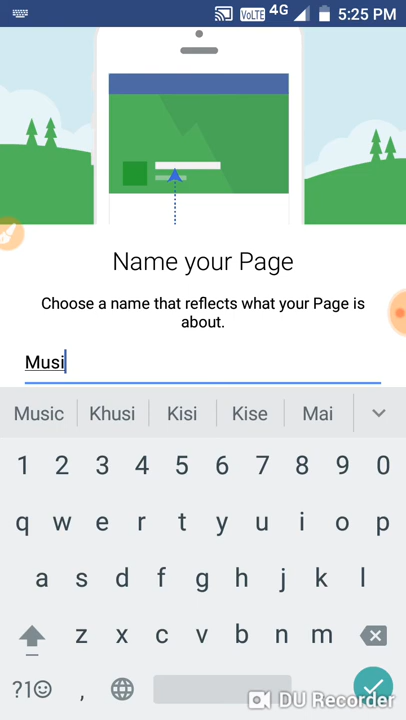 VoLTE 4G 5:25 PM
Name your Page
Choose a name that reflects what your Page is
about.
Musi
Music Khusi Kisi Kise Mai
1 2 3 4 5 6 7 8 9 0
q w e r t y u i o p
a s d f g h j k l
z x c v b n m
?1☺ ,
DU Recorder